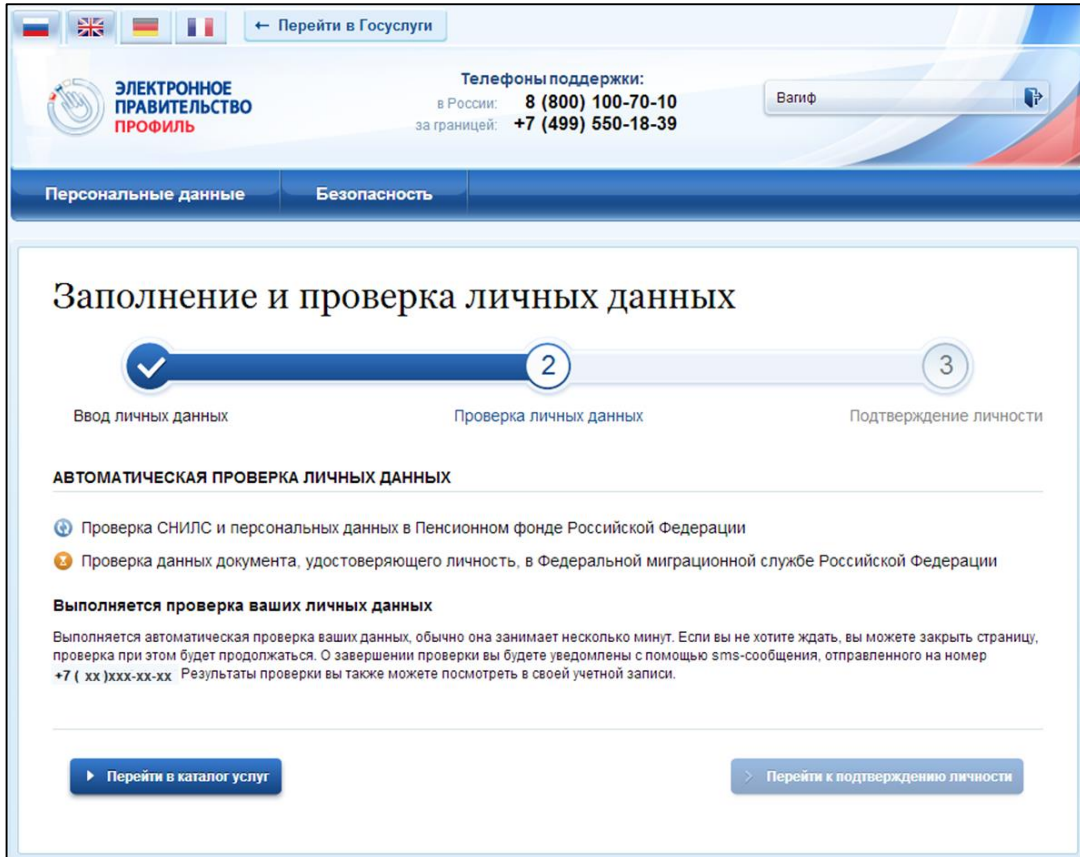 ← Перейти в Госуслуги
ЭЛЕКТРОННОЕ
ПРАВИТЕЛЬСТВО
ПРОФИЛЬ
Телефоны поддержки:
в России: 8 (800) 100-70-10
за границей: +7 (499) 550-18-39
Вагиф
Персональные данные Безопасность
Заполнение и проверка личных данных
2 3
Ввод личных данных Проверка личных данных Подтверждение личности
АВТОМАТИЧЕСКАЯ ПРОВЕРКА ЛИЧНЫХ ДАННЫХ
Проверка СНИЛС и персональных данных в Пенсионном фонде Российской Федерации
Проверка данных документа, удостоверяющего личность, в Федеральной миграционной службе Российской Федерации
Выполняется проверка ваших личных данных
Выполняется автоматическая проверка ваших данных, обычно она занимает несколько минут. Если вы не хотите ждать, вы можете закрыть страницу,
проверка при этом будет продолжаться. О завершении проверки вы будете уведомлены с помощью sms-сообщения, отправленного на номер
+7 ( xx )xxx-xx-xx Результаты проверки вы также можете посмотреть в своей учетной записи.
Перейти в каталог услуг Перейти к подтверждению личности